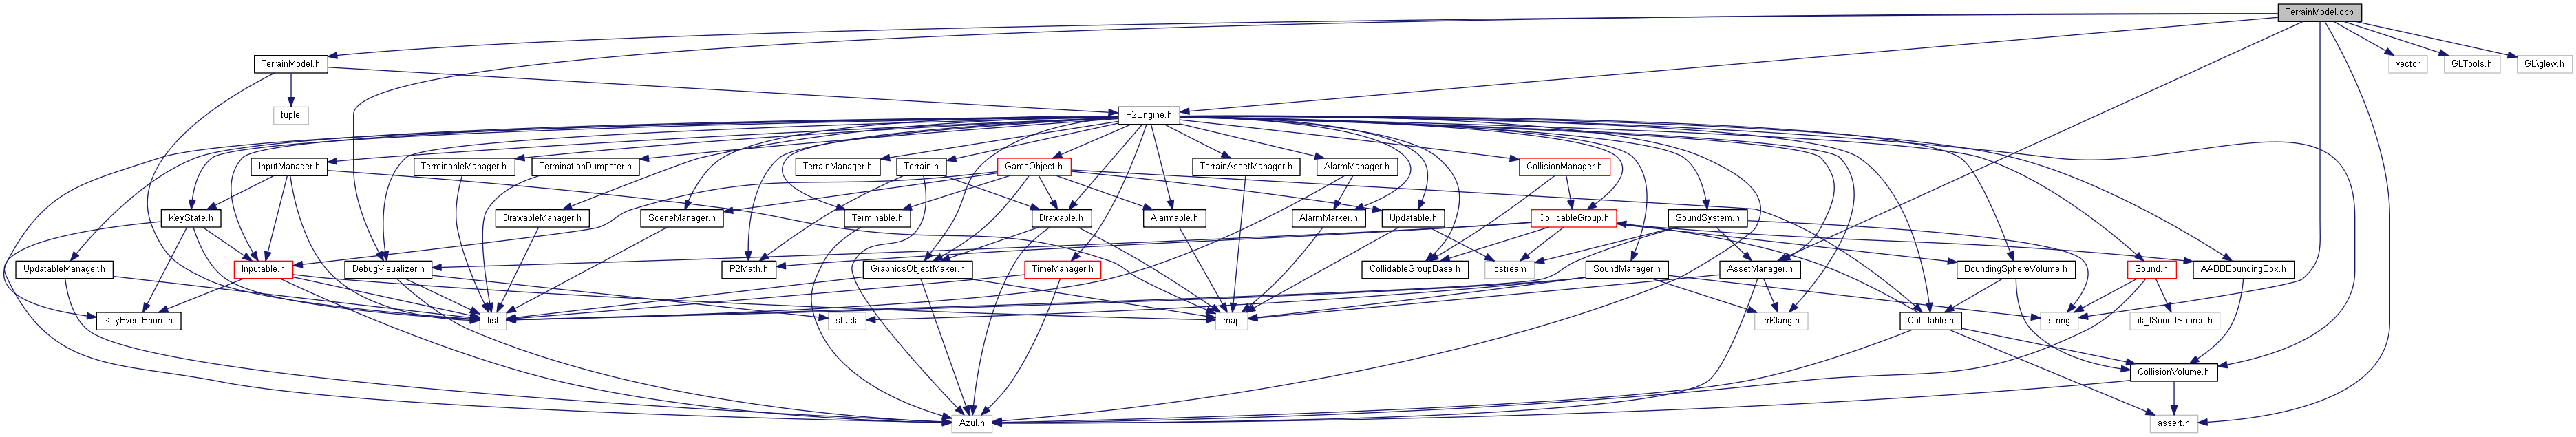 TerrainModel.cpp
TerrainModel.h
vector
GLTools.h
GL\glew.h
tuple
P2Engine.h
InputManager.h
TerminableManager.h
TerminationDumpster.h
TerrainManager.h
Terrain.h
GameObject.h
TerrainAssetManager.h
AlarmManager.h
CollisionManager.h
KeyState.h
DrawableManager.h
SceneManager.h
Terminable.h
Drawable.h
Alarmable.h
AlarmMarker.h
Updatable.h
CollidableGroup.h
SoundSystem.h
UpdatableManager.h
Inputable.h
DebugVisualizer.h
P2Math.h
GraphicsObjectMaker.h
TimeManager.h
CollidableGroupBase.h
iostream
SoundManager.h
AssetManager.h
BoundingSphereVolume.h
Sound.h
AABBBoundingBox.h
KeyEventEnum.h
list
stack
map
irrKlang.h
Collidable.h
string
ik_ISoundSource.h
CollisionVolume.h
Azul.h
assert.h